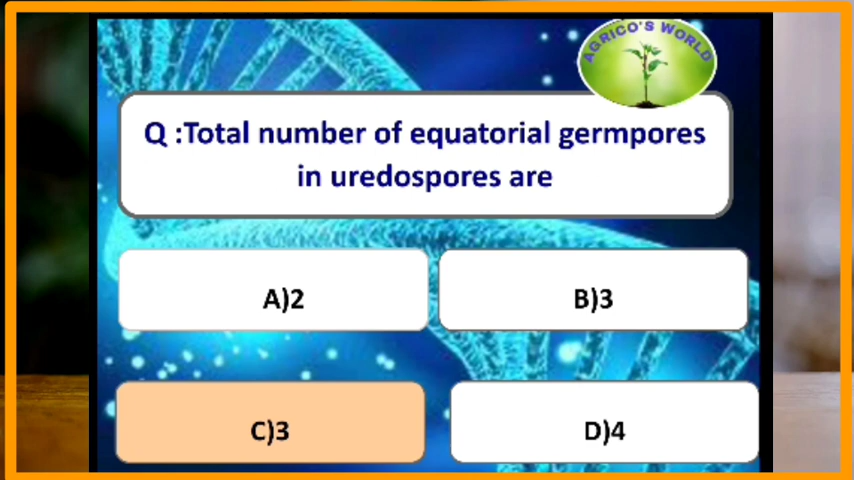 AGRICO'S WORLD
Q :Total number of equatorial germpores
in uredospores are
A)2
B)3
C)3
D)4